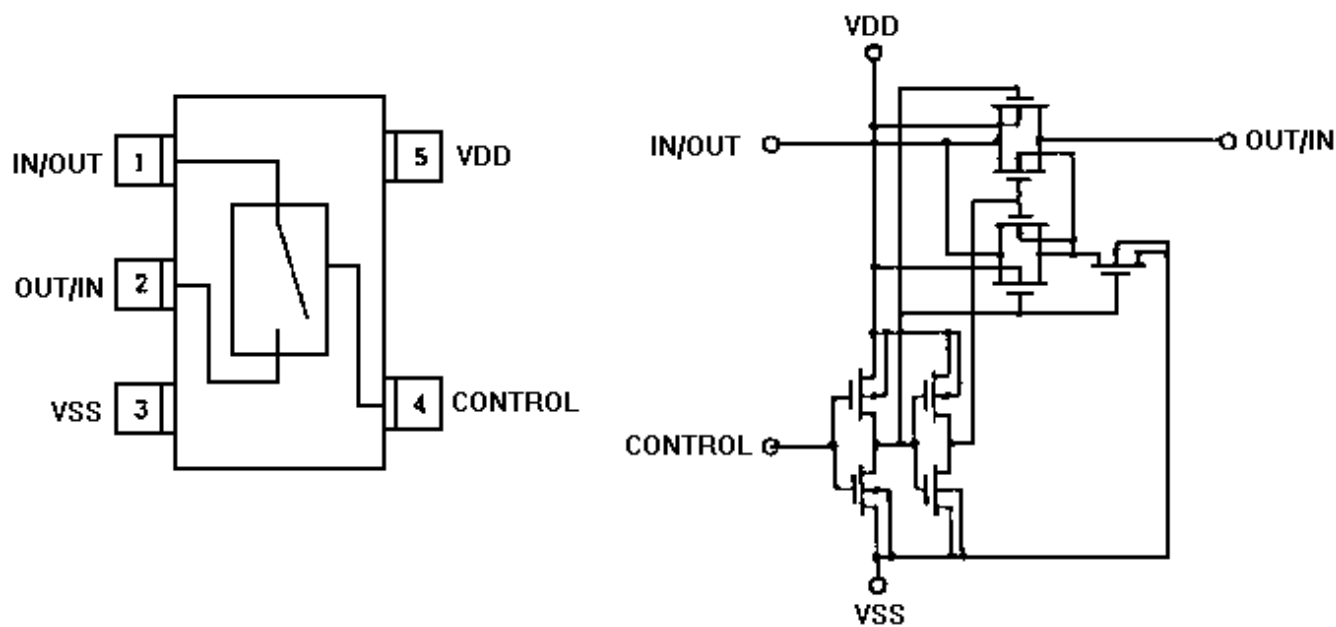 IN/OUT
1
5
VDD
OUT/IN
2
VSS
3
4
CONTROL
VDD
IN/OUT
OUT/IN
CONTROL
VSS